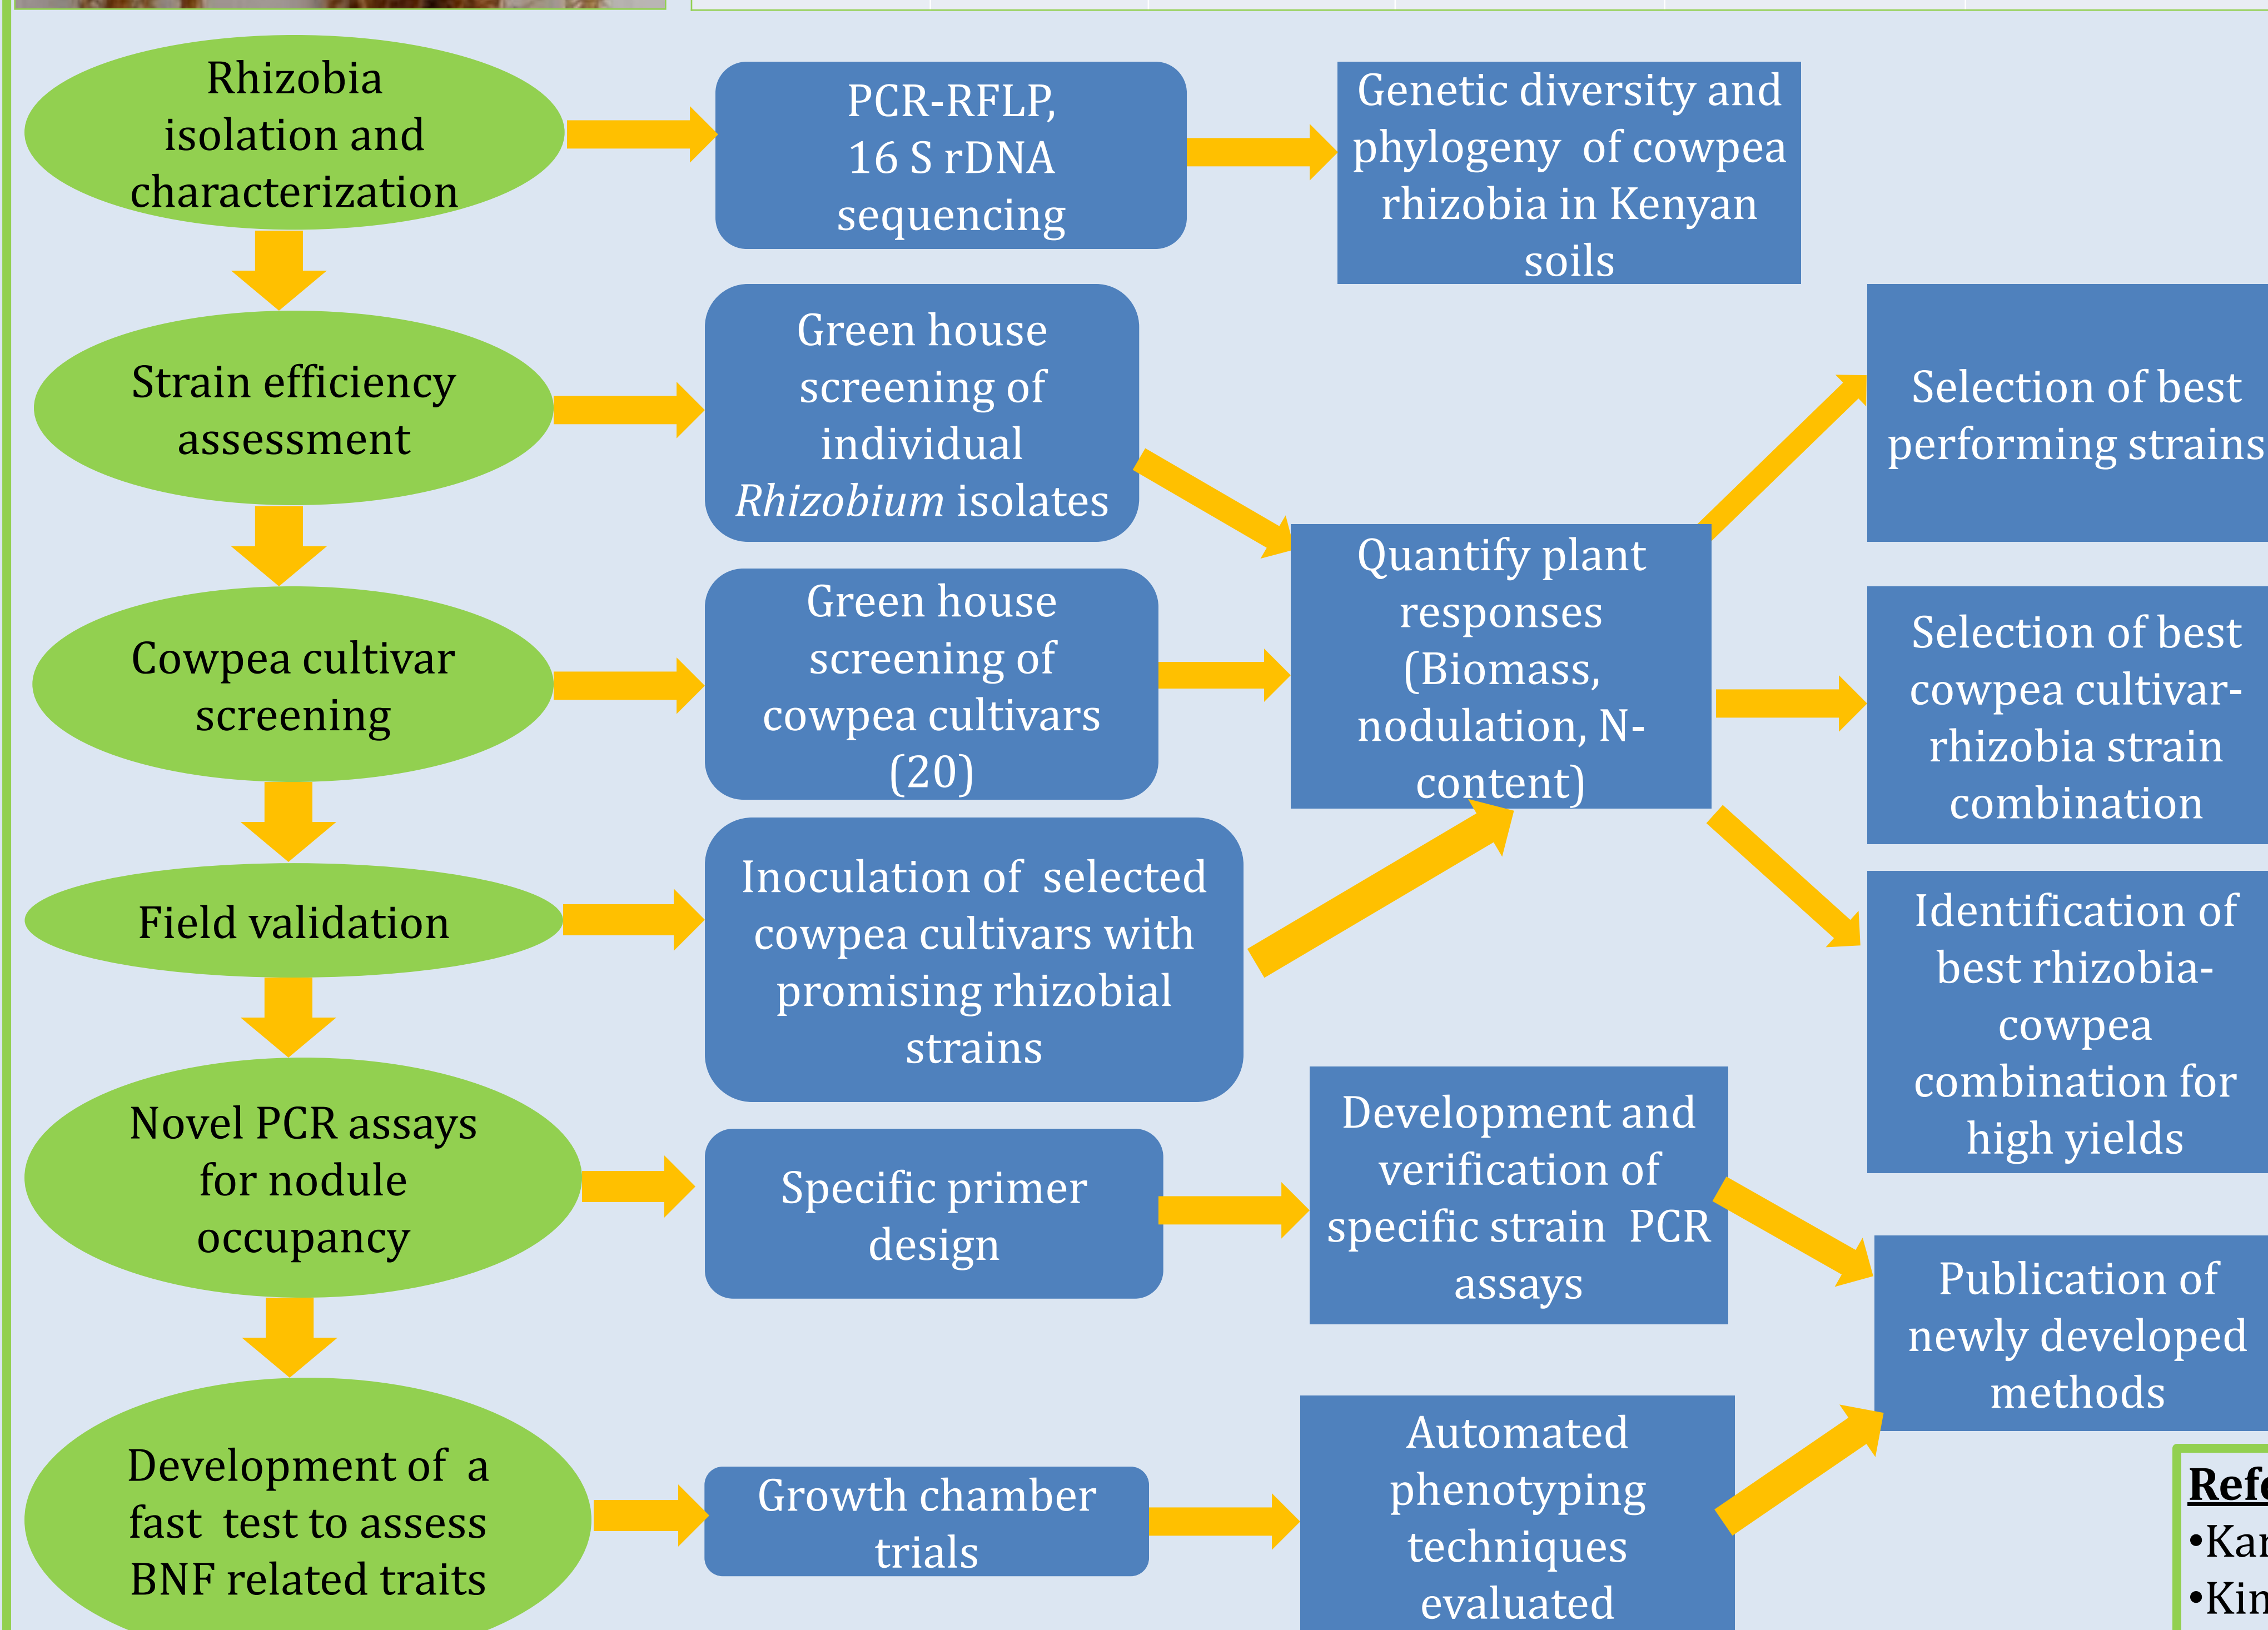 Rhizobia
isolation and
characterization
PCR-RFLP,
16 S rDNA
sequencing
Genetic diversity and
phylogeny of cowpea
rhizobia in Kenyan
soils
Strain efficiency
assessment
Green house
screening of
individual
Rhizobium isolates
Selection of best
performing strains
Cowpea cultivar
screening
Green house
screening of
cowpea cultivars
(20)
Quantify plant
responses
(Biomass,
nodulation, N-
content)
Selection of best
cowpea cultivar-
rhizobia strain
combination
Field validation
Inoculation of selected
cowpea cultivars with
promising rhizobial
strains
Identification of
best rhizobia-
cowpea
combination for
high yields
Novel PCR assays
for nodule
occupancy
Specific primer
design
Development and
verification of
specific strain PCR
assays
Publication of
newly developed
methods
Development of a
fast test to assess
BNF related traits
Growth chamber
trials
Automated
phenotyping
techniques
evaluated